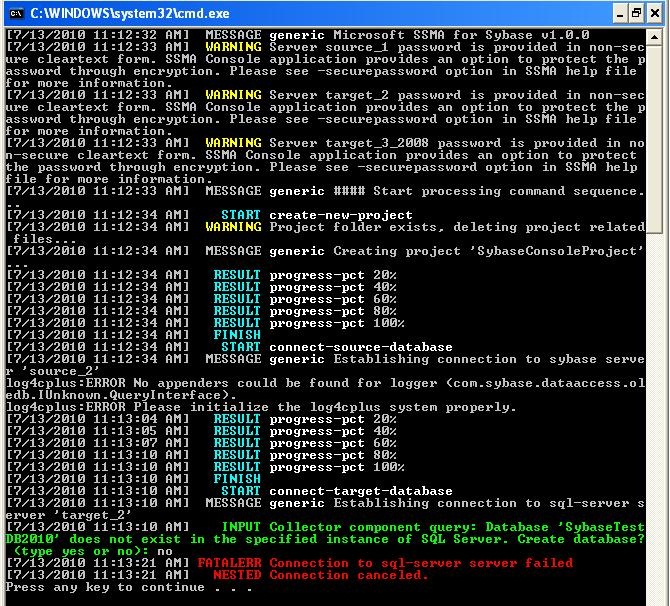 C:\WINDOWS\system32\cmd.exe
[7/13/2010 11:12:32 AM] MESSAGE generic Microsoft SSMA for Sybase v1.0.0
[7/13/2010 11:12:33 AM] WARNING Server source_1 password is provided in non-sec
ure cleartext form. SSMA Console application provides an option to protect the p
assword through encryption. Please see -securepassword option in SSMA help file
for more information.
[7/13/2010 11:12:33 AM] WARNING Server target_2 password is provided in non-sec
ure cleartext form. SSMA Console application provides an option to protect the p
assword through encryption. Please see -securepassword option in SSMA help file
for more information.
[7/13/2010 11:12:33 AM] WARNING Server target_3_2008 password is provided in no
n-secure cleartext form. SSMA Console application provides an option to protect
the password through encryption. Please see -securepassword option in SSMA help
file for more information.
[7/13/2010 11:12:33 AM] MESSAGE generic #### Start processing command sequence.
..
[7/13/2010 11:12:34 AM] START create-new-project
[7/13/2010 11:12:34 AM] WARNING Project folder exists, deleting project related
files...
[7/13/2010 11:12:34 AM] MESSAGE generic Creating project 'SybaseConsoleProject'
...
[7/13/2010 11:12:34 AM] RESULT progress-pct 20%
[7/13/2010 11:12:34 AM] RESULT progress-pct 40%
[7/13/2010 11:12:34 AM] RESULT progress-pct 60%
[7/13/2010 11:12:34 AM] RESULT progress-pct 80%
[7/13/2010 11:12:34 AM] RESULT progress-pct 100%
[7/13/2010 11:12:34 AM] FINISH
[7/13/2010 11:12:34 AM] START connect-source-database
[7/13/2010 11:12:34 AM] MESSAGE generic Establishing connection to sybase serve
r 'source_2'
log4cplus:ERROR No appenders could be found for logger (com.sybase.dataaccess.ol
edb.IUnknown.QueryInterface).
log4cplus:ERROR Please initialize the log4cplus system properly.
[7/13/2010 11:13:04 AM] RESULT progress-pct 20%
[7/13/2010 11:13:05 AM] RESULT progress-pct 40%
[7/13/2010 11:13:07 AM] RESULT progress-pct 60%
[7/13/2010 11:13:10 AM] RESULT progress-pct 80%
[7/13/2010 11:13:10 AM] RESULT progress-pct 100%
[7/13/2010 11:13:10 AM] FINISH
[7/13/2010 11:13:10 AM] START connect-target-database
[7/13/2010 11:13:10 AM] MESSAGE generic Establishing connection to sql-server s
erver 'target_2'
[7/13/2010 11:13:10 AM] INPUT Collector component query: Database 'SybaseTest
DB2010' does not exist in the specified instance of SQL Server. Create database?
(type yes or no): no
[7/13/2010 11:13:21 AM] FATALERR Connection to sql-server server failed
[7/13/2010 11:13:21 AM] NESTED Connection canceled.
Press any key to continue . . .